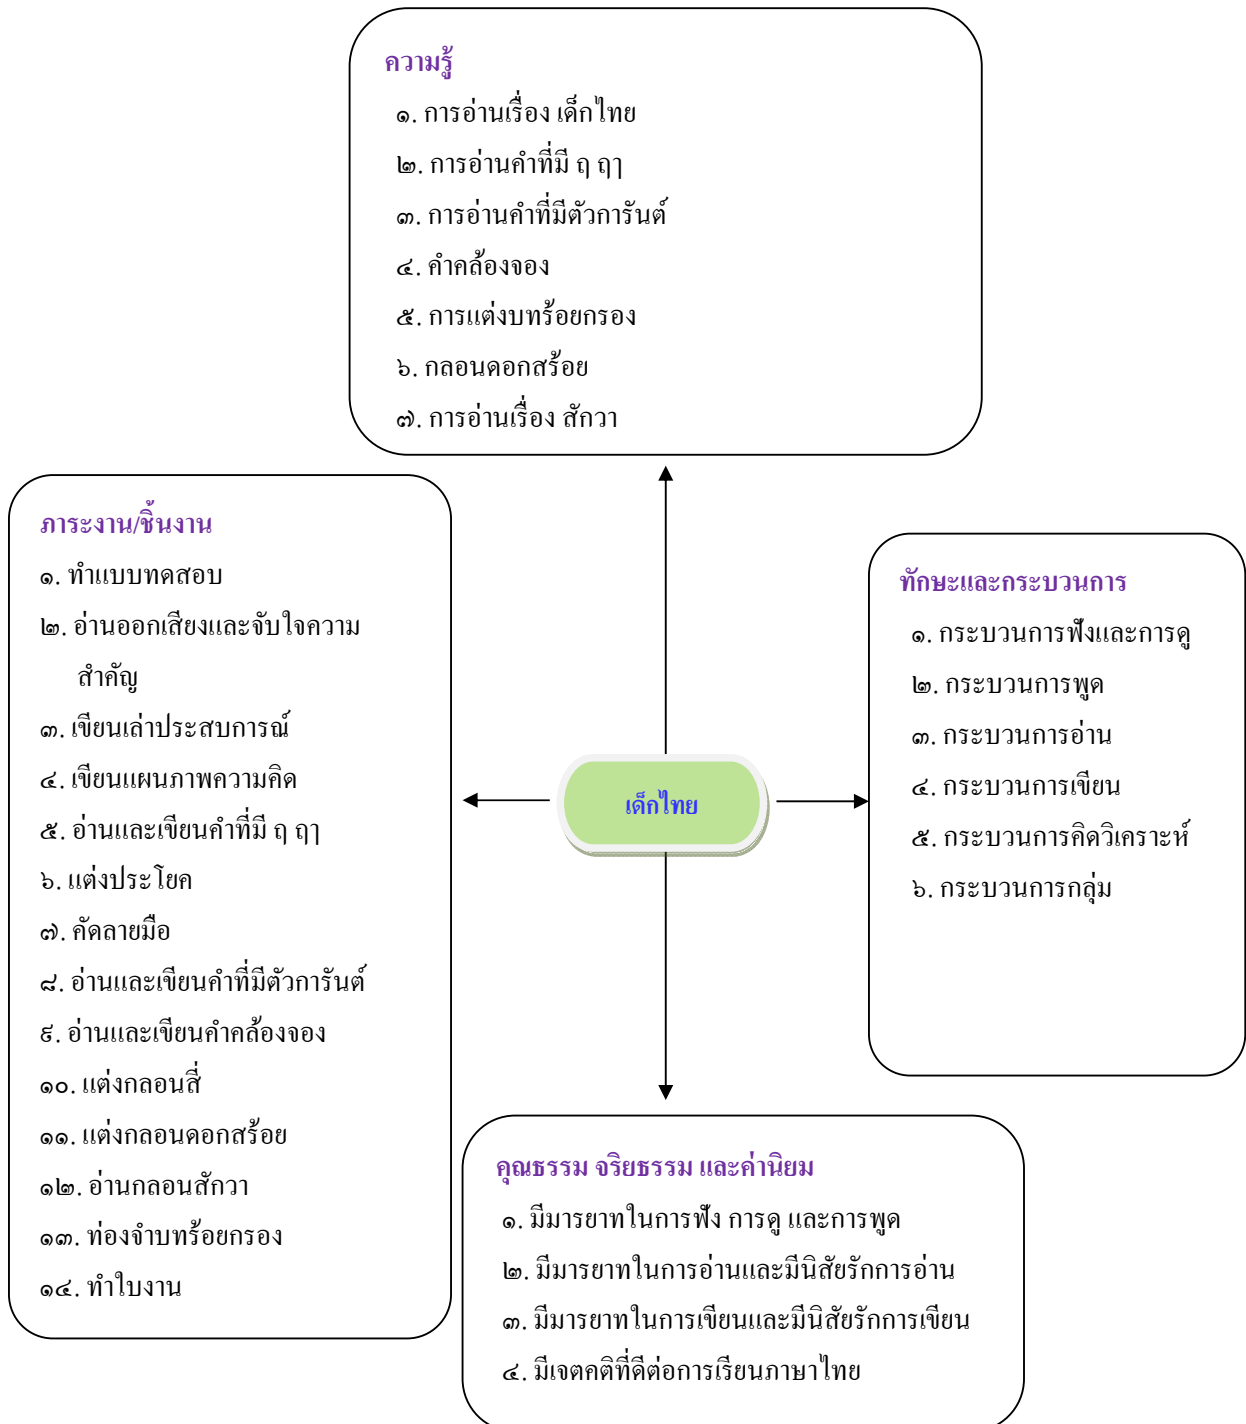 ความรู้
๑. การอ่านเรื่อง เด็กไทย
๒. การอ่านคำที่มี ฤ ฤๅ
๓. การอ่านคำที่มีตัวการันต์
๔. คำคล้องจอง
๕. การแต่งบทร้อยกรอง
๖. กลอนดอกสร้อย
๗. การอ่านเรื่อง สักวา
ภาระงาน/ชิ้นงาน
๑. ทำแบบทดสอบ
๒. อ่านออกเสียงและจับใจความ
สำคัญ
๓. เขียนเล่าประสบการณ์
๔. เขียนแผนภาพความคิด
๕. อ่านและเขียนคำที่มี ฤ ฤๅ
๖. แต่งประโยค
๗. คัดลายมือ
๘. อ่านและเขียนคำที่มีตัวการันต์
๙. อ่านและเขียนคำคล้องจอง
๑๐. แต่งกลอนสี่
๑๑. แต่งกลอนดอกสร้อย
๑๒. อ่านกลอนสักวา
๑๓. ท่องจำบทร้อยกรอง
๑๔. ทำใบงาน
เด็กไทย
ทักษะและกระบวนการ
๑. กระบวนการฟังและการดู
๒. กระบวนการพูด
๓. กระบวนการอ่าน
๔. กระบวนการเขียน
๕. กระบวนการคิดวิเคราะห์
๖. กระบวนการกลุ่ม
คุณธรรม จริยธรรม และค่านิยม
๑. มีมารยาทในการฟัง การดู และการพูด
๒. มีมารยาทในการอ่านและมีนิสัยรักการอ่าน
๓. มีมารยาทในการเขียนและมีนิสัยรักการเขียน
๔. มีเจตคติที่ดีต่อการเรียนภาษาไทย